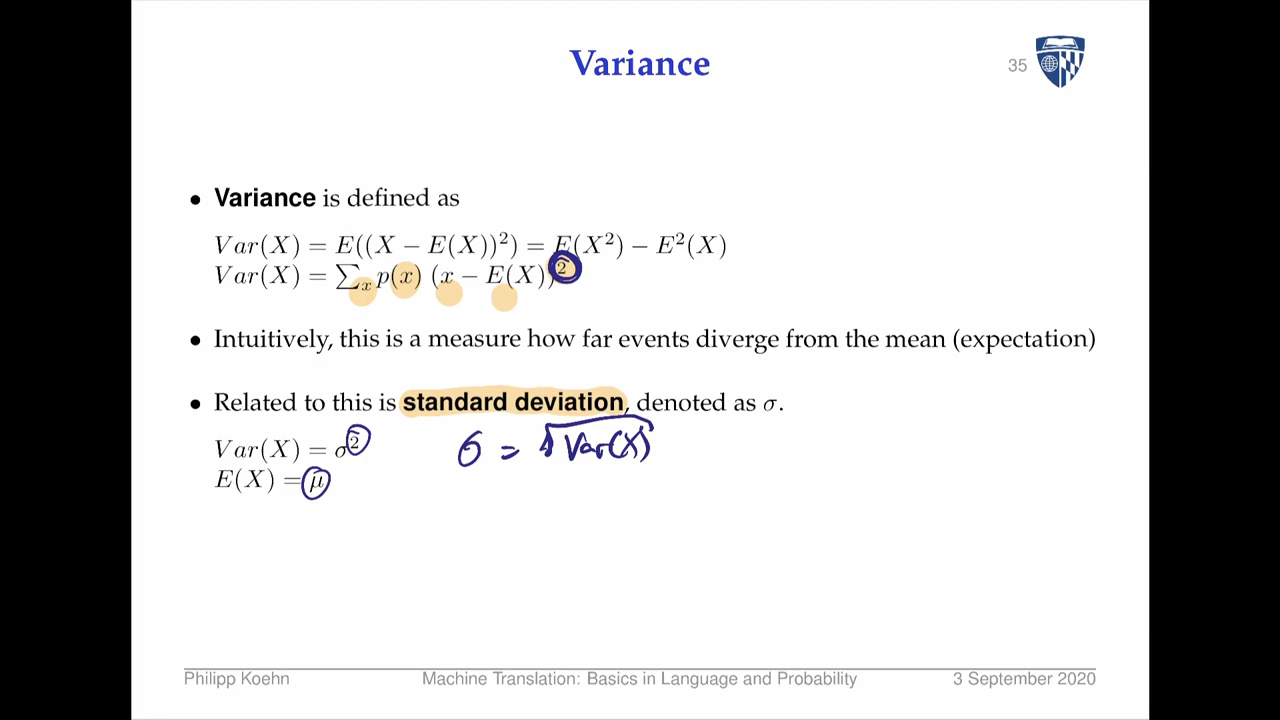 Variance
35
• Variance is defined as
Var(X) = E((X − E(X))²) = E(X²) − E²(X)
Var(X) = ∑ₓ p(x) (x − E(X))²
• Intuitively, this is a measure how far events diverge from the mean (expectation)
• Related to this is standard deviation, denoted as σ.
Var(X) = σ² σ = √Var(X)
E(X) = μ
Philipp Koehn Machine Translation: Basics in Language and Probability 3 September 2020